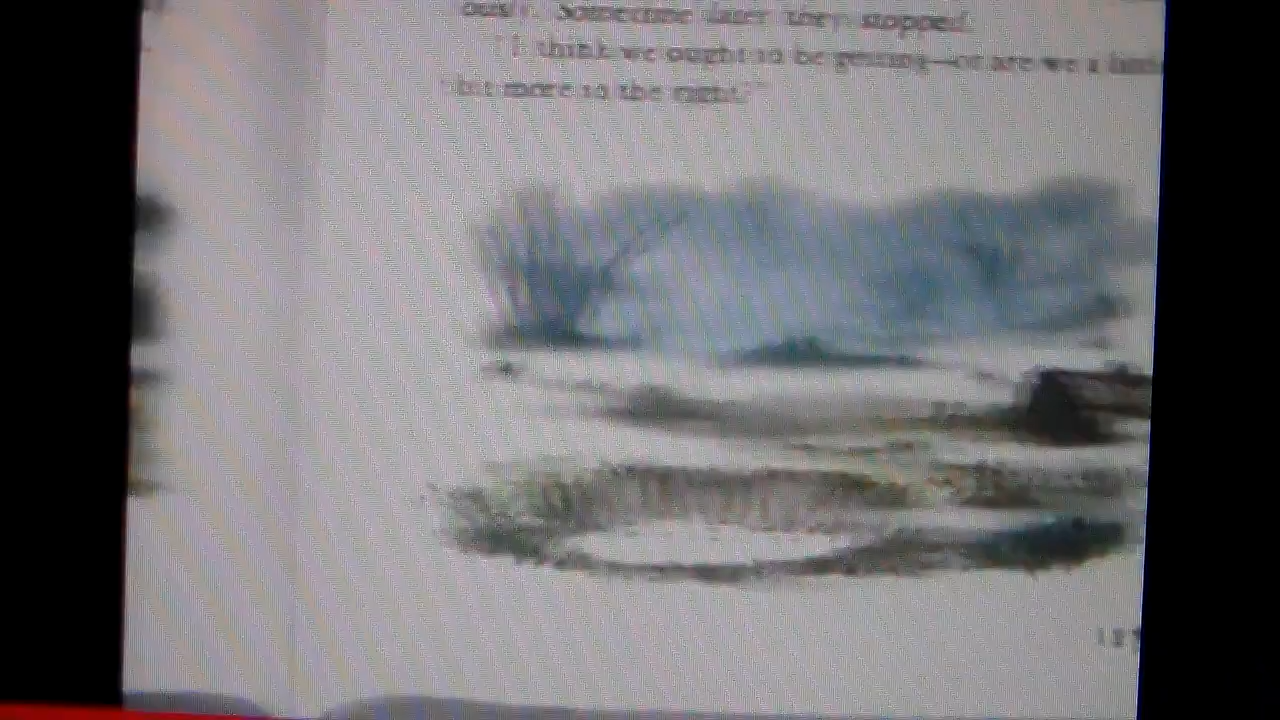 ously. Sometime later they stopped.
"I think we ought to be getting—or are we a little
bit more to the right